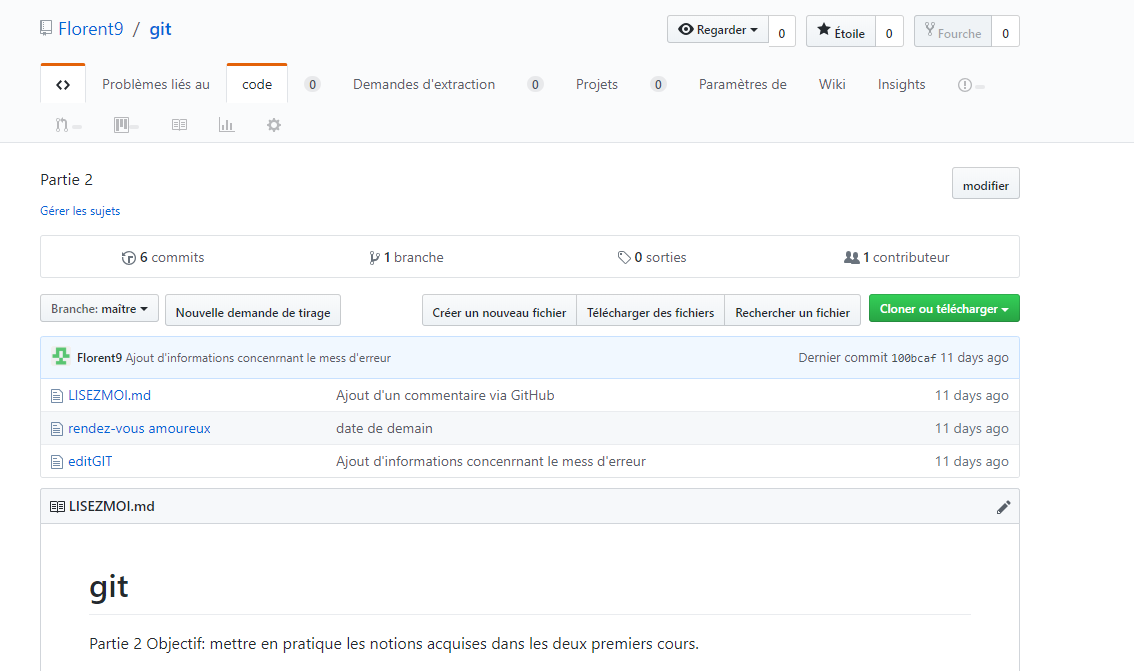 Florent9 / git
Regarder 0 Étoile 0 Fourche 0
<> Problèmes liés au code 0 Demandes d'extraction 0 Projets 0 Paramètres de Wiki Insights
Partie 2
modifier
Gérer les sujets
6 commits 1 branche 0 sorties 1 contributeur
Branche: maître Nouvelle demande de tirage Créer un nouveau fichier Télécharger des fichiers Rechercher un fichier Cloner ou télécharger
Florent9 Ajout d'informations concenrnant le mess d'erreur Dernier commit 100bcaf 11 days ago
LISEZMOI.md Ajout d'un commentaire via GitHub 11 days ago
rendez-vous amoureux date de demain 11 days ago
editGIT Ajout d'informations concenrnant le mess d'erreur 11 days ago
LISEZMOI.md
git
Partie 2 Objectif: mettre en pratique les notions acquises dans les deux premiers cours.